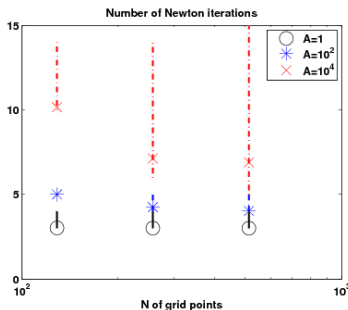 Number of Newton iterations
15
10
5
0
A=1
A=10²
A=10⁴
10²
10³
N of grid points